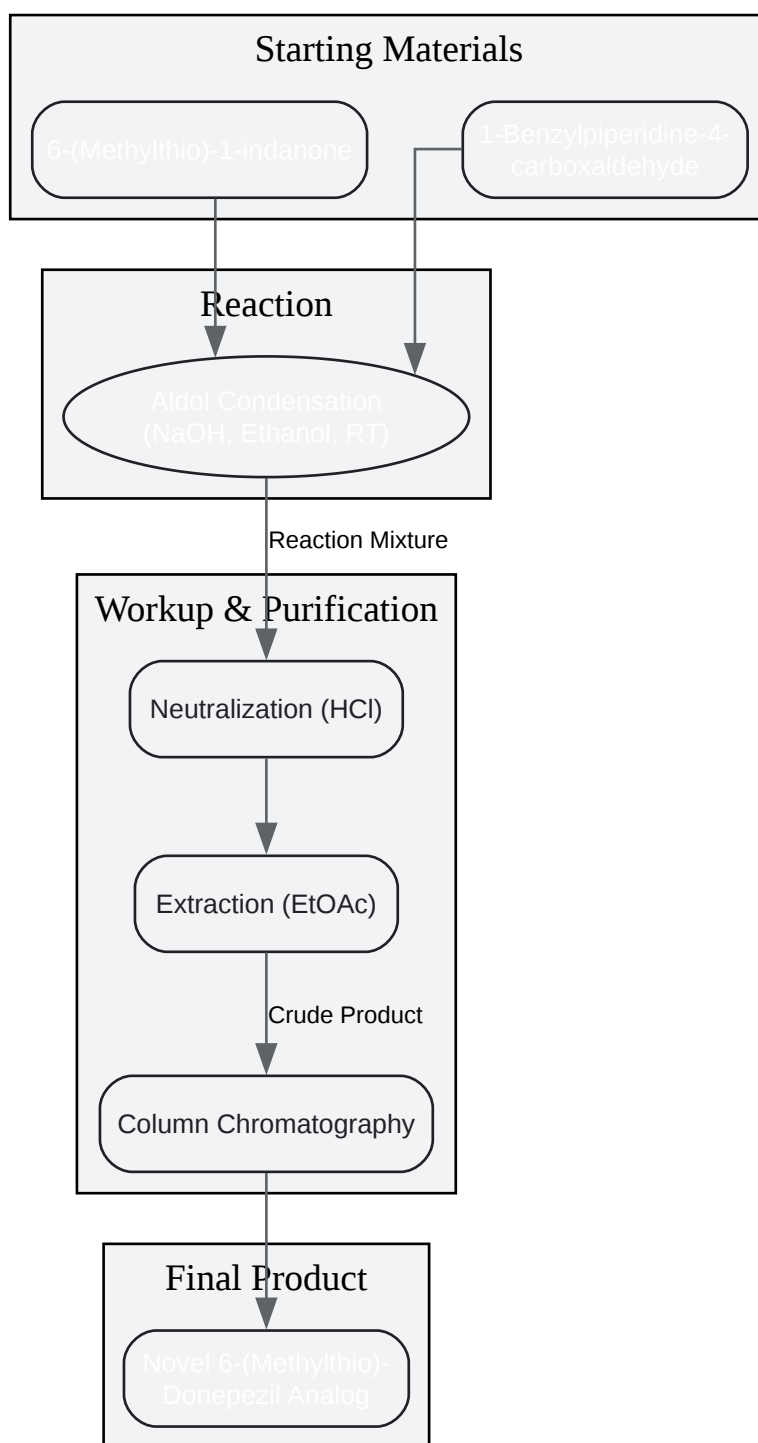 Starting Materials
6-(Methylthio)-1-indanone
1-Benzylpiperidine-4-
carboxaldehyde
Reaction
Aldol Condensation
(NaOH, Ethanol, RT)
Reaction Mixture
Workup & Purification
Neutralization (HCl)
Extraction (EtOAc)
Crude Product
Column Chromatography
Final Product
Novel 6-(Methylthio)-
Donepezil Analog